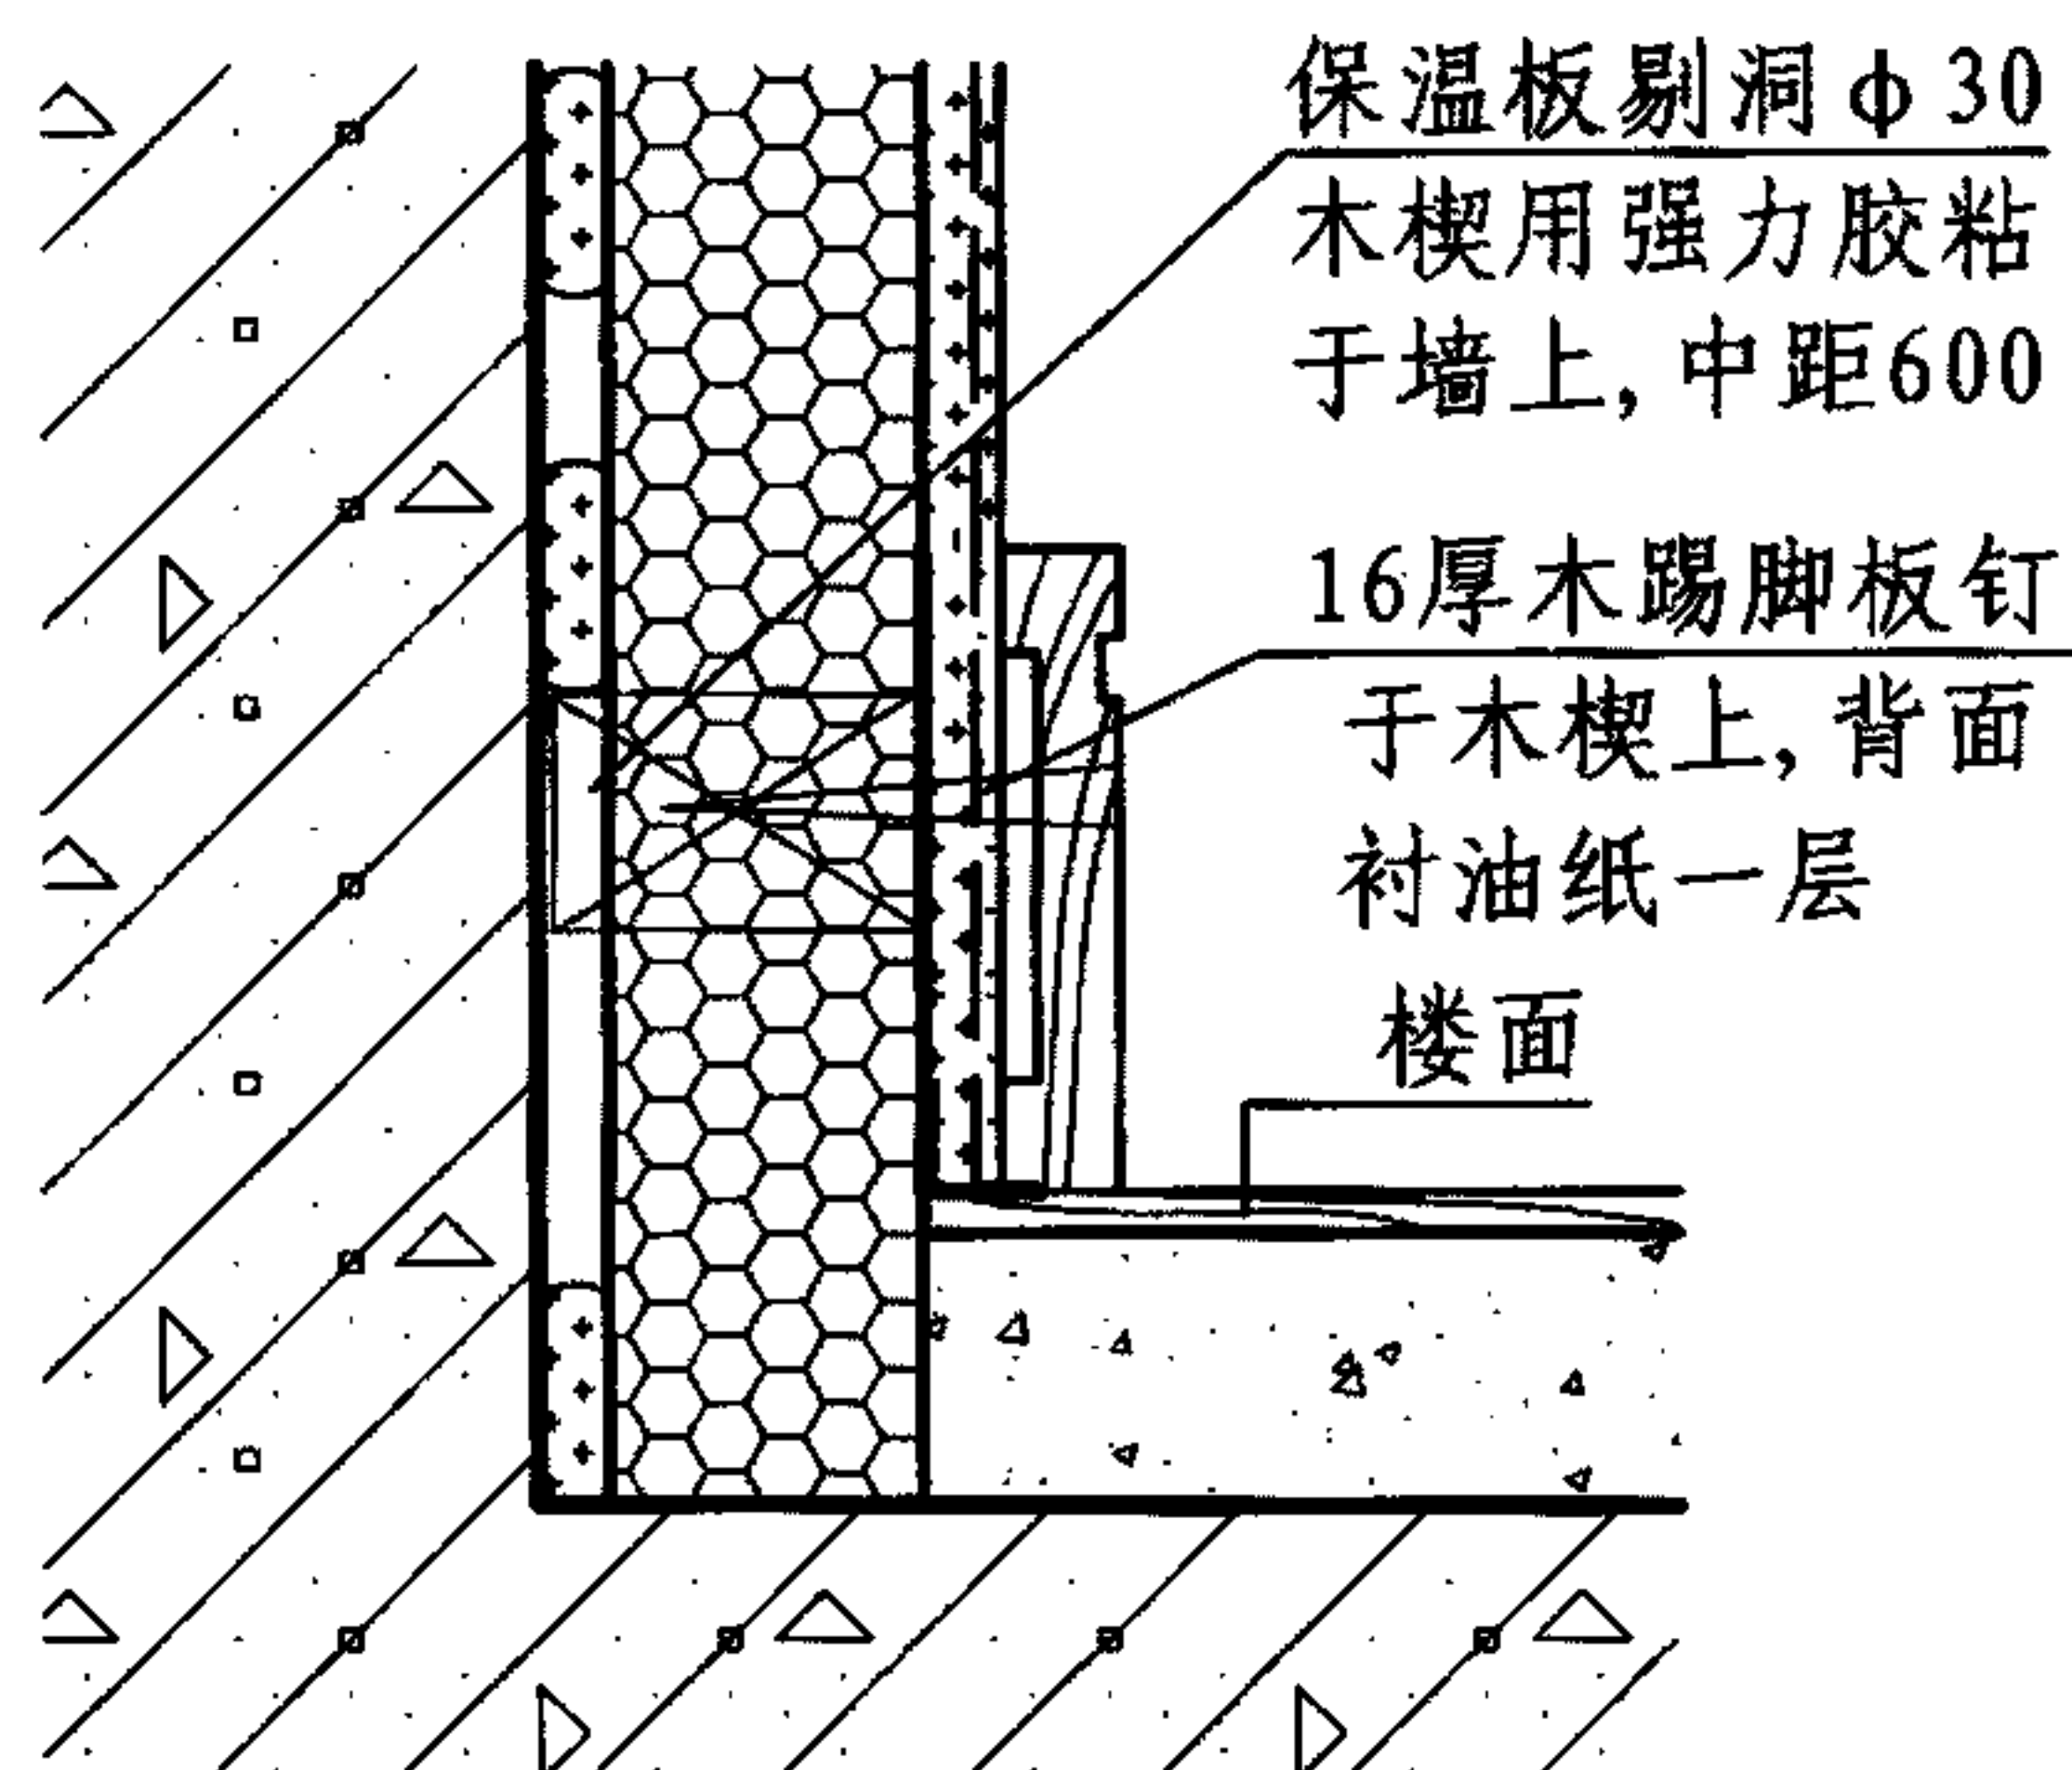 保温板剔洞ф30
木楔用强力胶粘
于墙上,中距600
16厚木踢脚板钉
于木楔上,背面
衬油纸一层
楼面